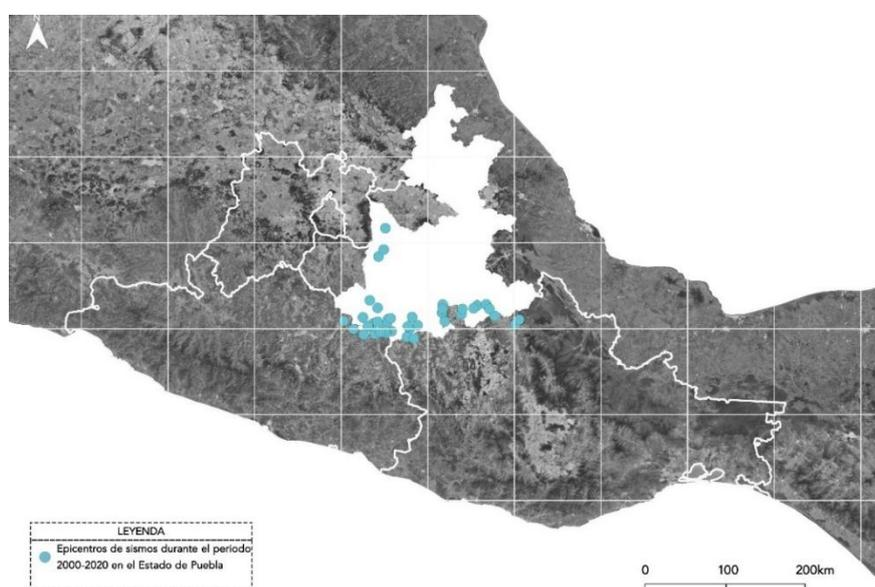 N
LEYENDA
Epicentros de sismos durante el periodo
2000-2020 en el Estado de Puebla
0 100 200km